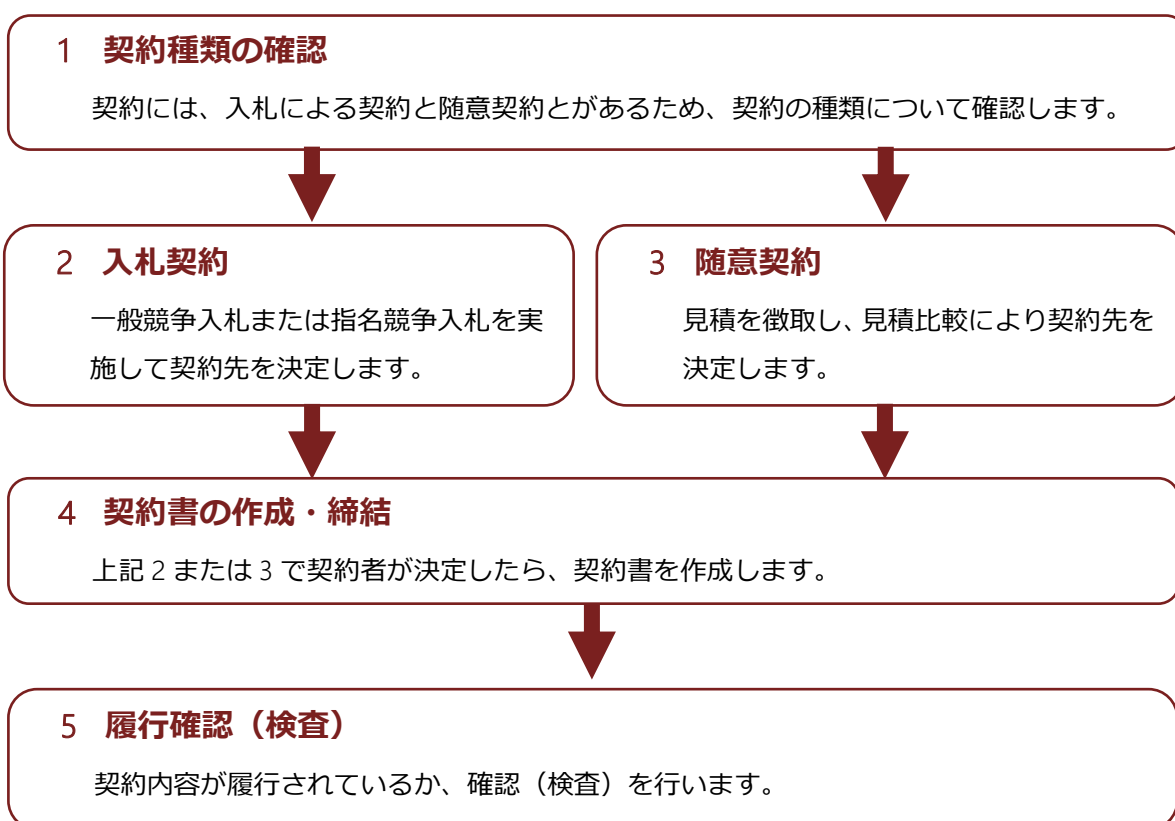 1 契約種類の確認
契約には、入札による契約と随意契約とがあるため、契約の種類について確認します。
2 入札契約
一般競争入札または指名競争入札を実
施して契約先を決定します。
3 随意契約
見積を徴取し、見積比較により契約先を
決定します。
4 契約書の作成・締結
上記 2 または 3 で契約者が決定したら、契約書を作成します。
5 履行確認（検査）
契約内容が履行されているか、確認（検査）を行います。